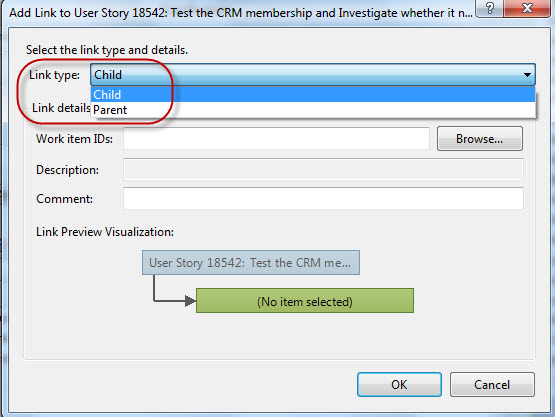 Add Link to User Story 18542: Test the CRM membership and Investigate whether it n...
Select the link type and details.
Link type: Child
Child
Link details
Parent
Work item IDs: Browse...
Description:
Comment:
Link Preview Visualization:
User Story 18542: Test the CRM me...
(No item selected)
OK Cancel